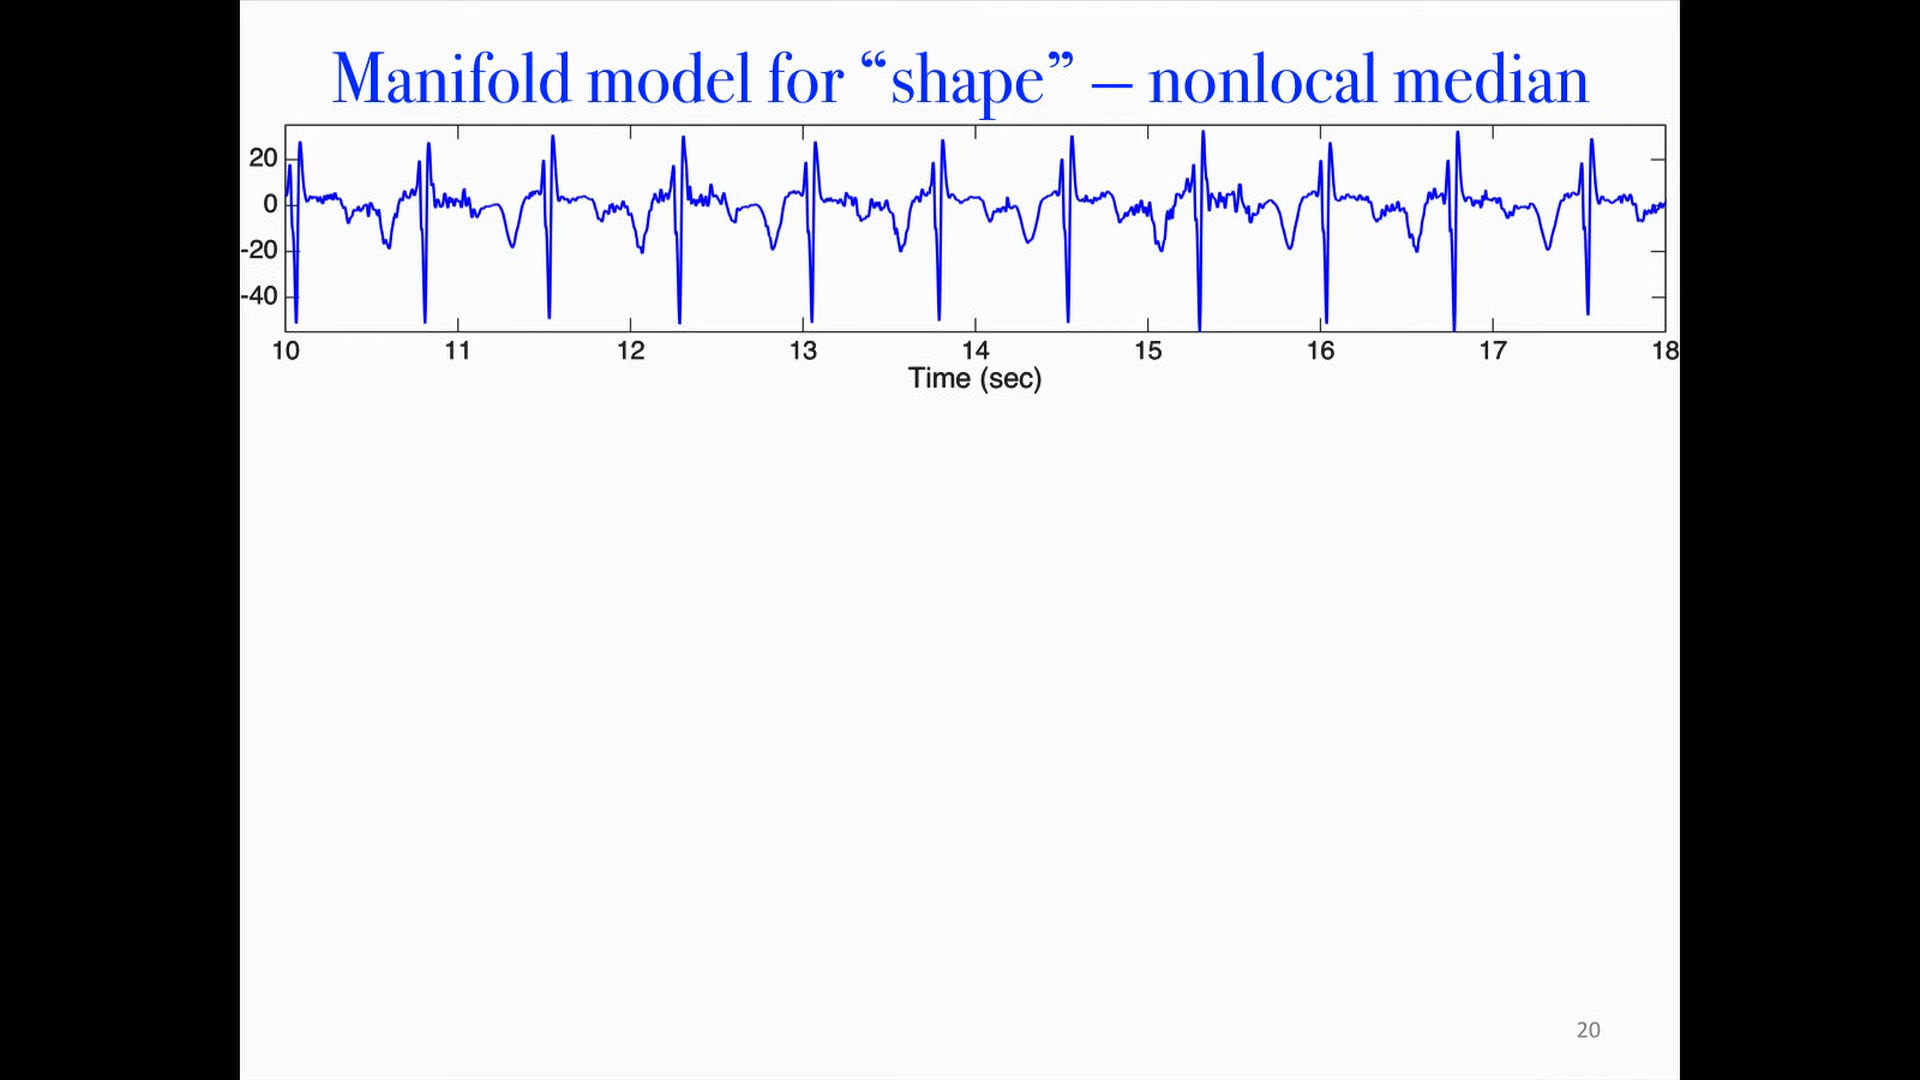 Manifold model for “shape” – nonlocal median
20
0
-20
-40
10 11 12 13 14 15 16 17 18
Time (sec)
20